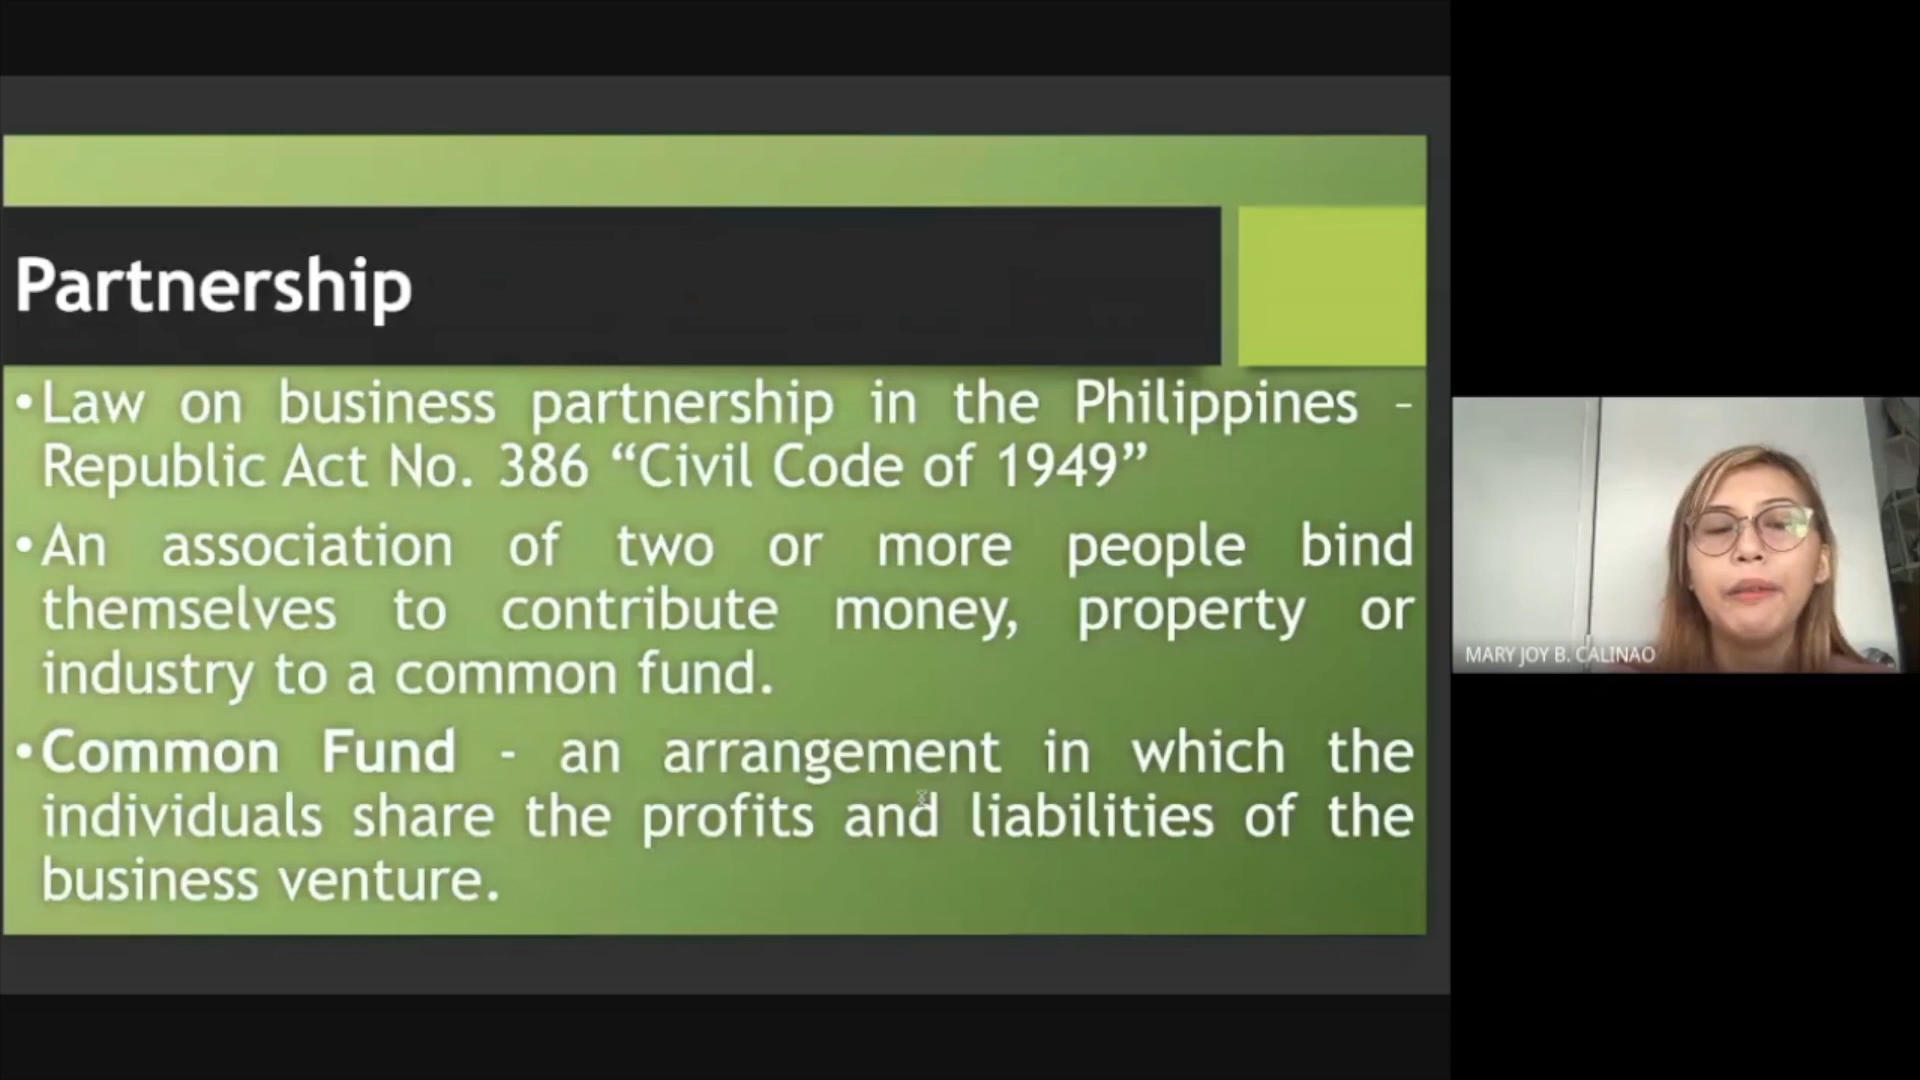 Partnership
•Law on business partnership in the Philippines –
Republic Act No. 386 “Civil Code of 1949”
•An association of two or more people bind
themselves to contribute money, property or
industry to a common fund.
•Common Fund - an arrangement in which the
individuals share the profits and liabilities of the
business venture.
MARY JOY B. CALINAO